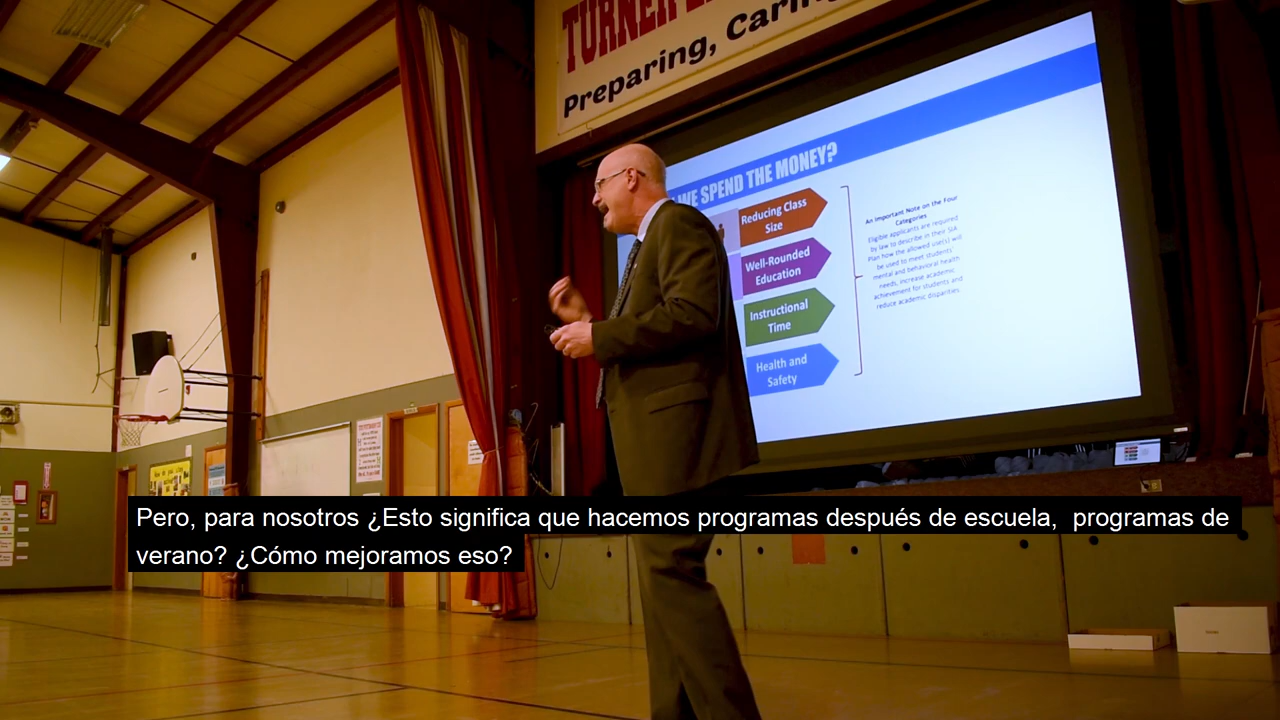 TURNER
Preparing, Caring
WE SPEND THE MONEY?
Reducing Class
Size
Well-Rounded
Education
Instructional
Time
Health and
Safety
An Important Note on the Four
Categories
Eligible applicants are required
by law to describe in their SIA
Plan how the allowed use(s) will
be used to meet students'
mental and behavioral health
needs, increase academic
achievement for students and
reduce academic disparities.
Pero, para nosotros ¿Esto significa que hacemos programas después de escuela, programas de
verano? ¿Cómo mejoramos eso?